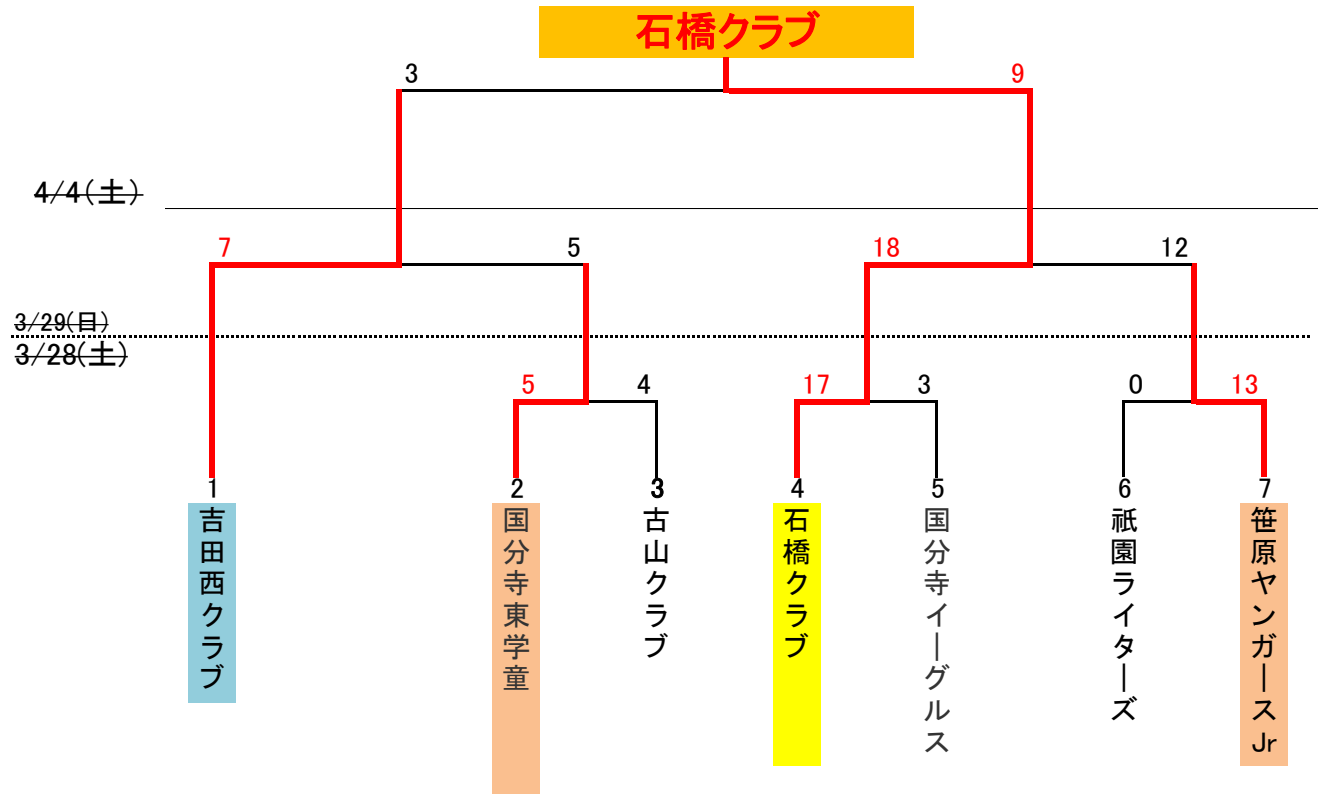 石橋クラブ
3
9
4/4(土)
7
5
18
12
3/29(日)
3/28(土)
5
4
17
3
0
13
1
2
3
4
5
6
7
吉田西クラブ
国分寺東学童
古山クラブ
石橋クラブ
国分寺イーグルス
祇園ライターズ
笹原ヤンガースJr